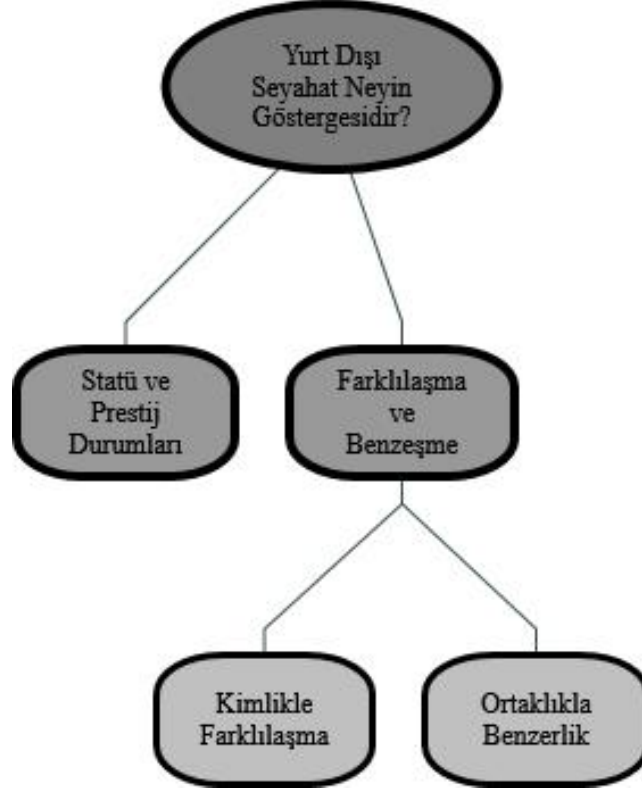 Yurt Dışı
Seyahat Neyin
Göstergesidir?
Statü ve
Prestij
Durumları
Farklılaşma
ve
Benzeşme
Kimlikle
Farklılaşma
Ortaklıkla
Benzerlik